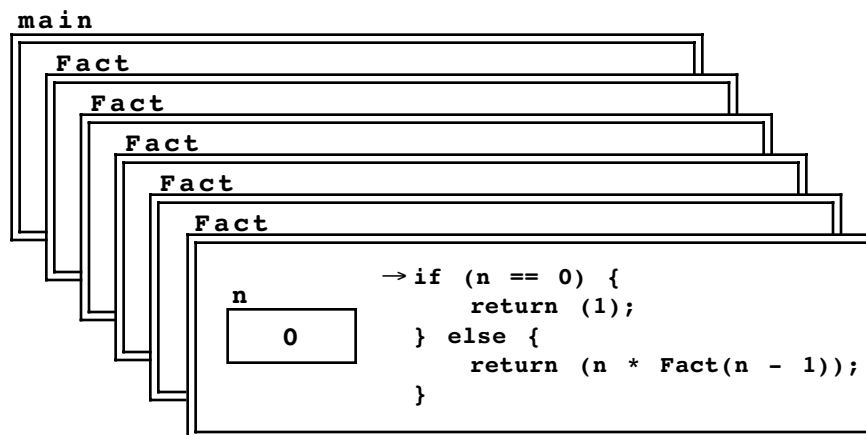 main
Fact
Fact
Fact
Fact
Fact
→ if (n == 0) {
n
return (1);
0
} else {
return (n * Fact(n - 1));
}